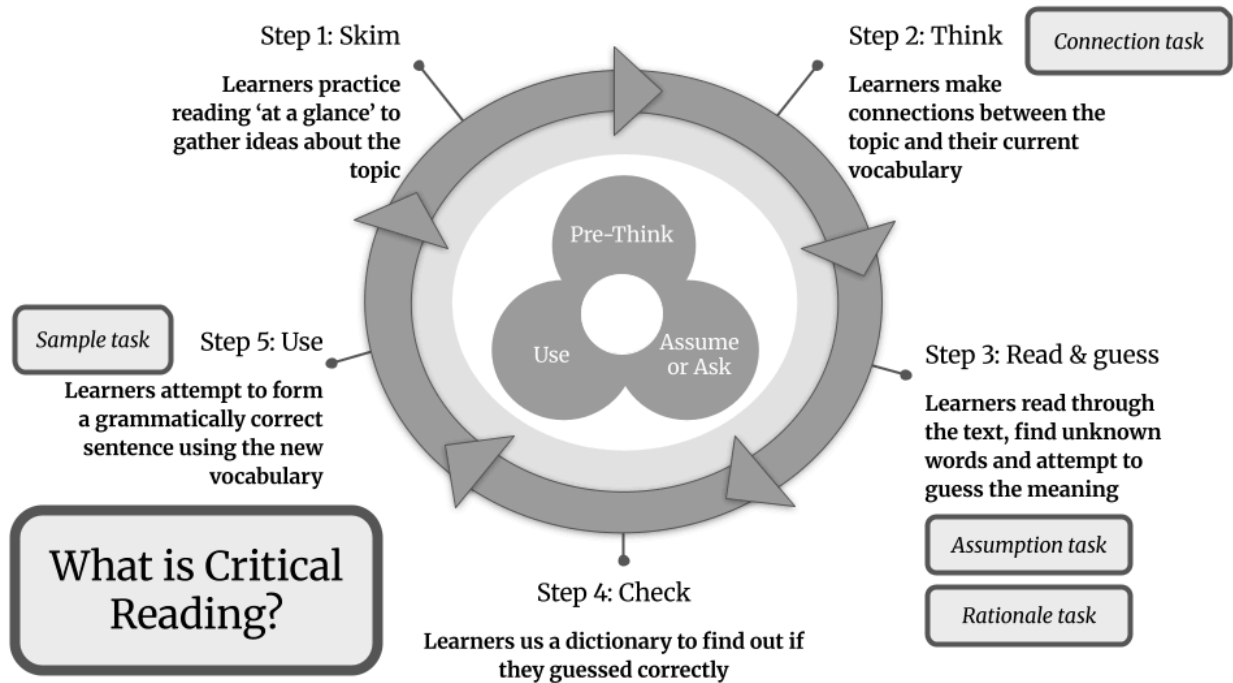 Step 1: Skim
Learners practice
reading ‘at a glance’ to
gather ideas about the
topic
Step 2: Think
Connection task
Learners make
connections between the
topic and their current
vocabulary
Pre-Think
Use
Assume
or Ask
Step 3: Read & guess
Learners read through
the text, find unknown
words and attempt to
guess the meaning
Assumption task
Rationale task
Step 4: Check
Learners us a dictionary to find out if
they guessed correctly
Sample task
Step 5: Use
Learners attempt to form
a grammatically correct
sentence using the new
vocabulary
What is Critical
Reading?